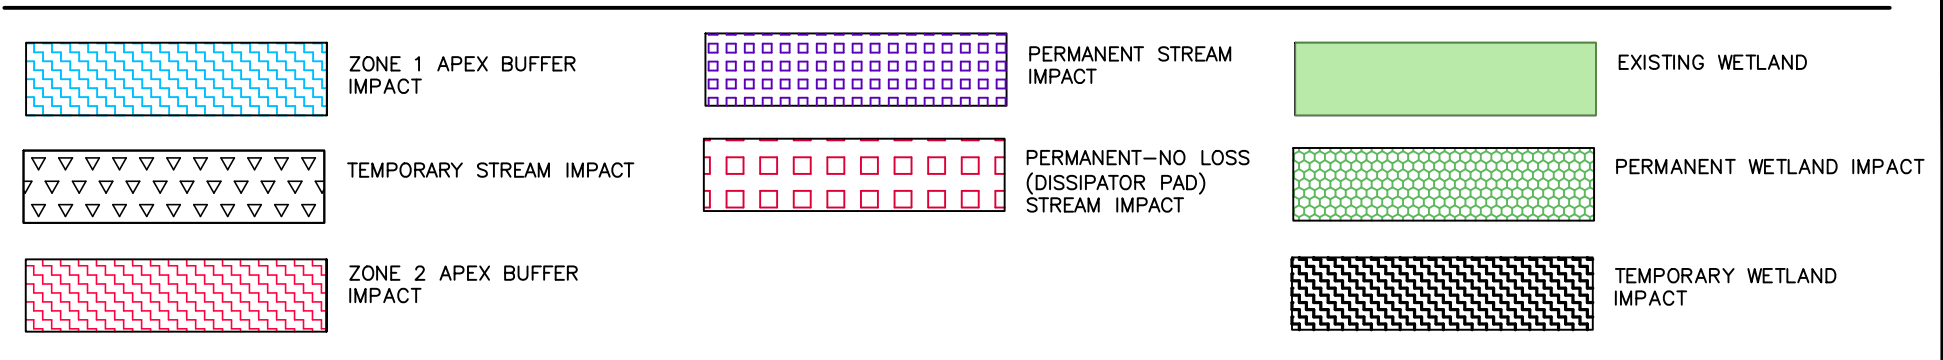 ZONE 1 APEX BUFFER
IMPACT
TEMPORARY STREAM IMPACT
ZONE 2 APEX BUFFER
IMPACT
PERMANENT STREAM
IMPACT
PERMANENT-NO LOSS
(DISSIPATOR PAD)
STREAM IMPACT
EXISTING WETLAND
PERMANENT WETLAND IMPACT
TEMPORARY WETLAND
IMPACT